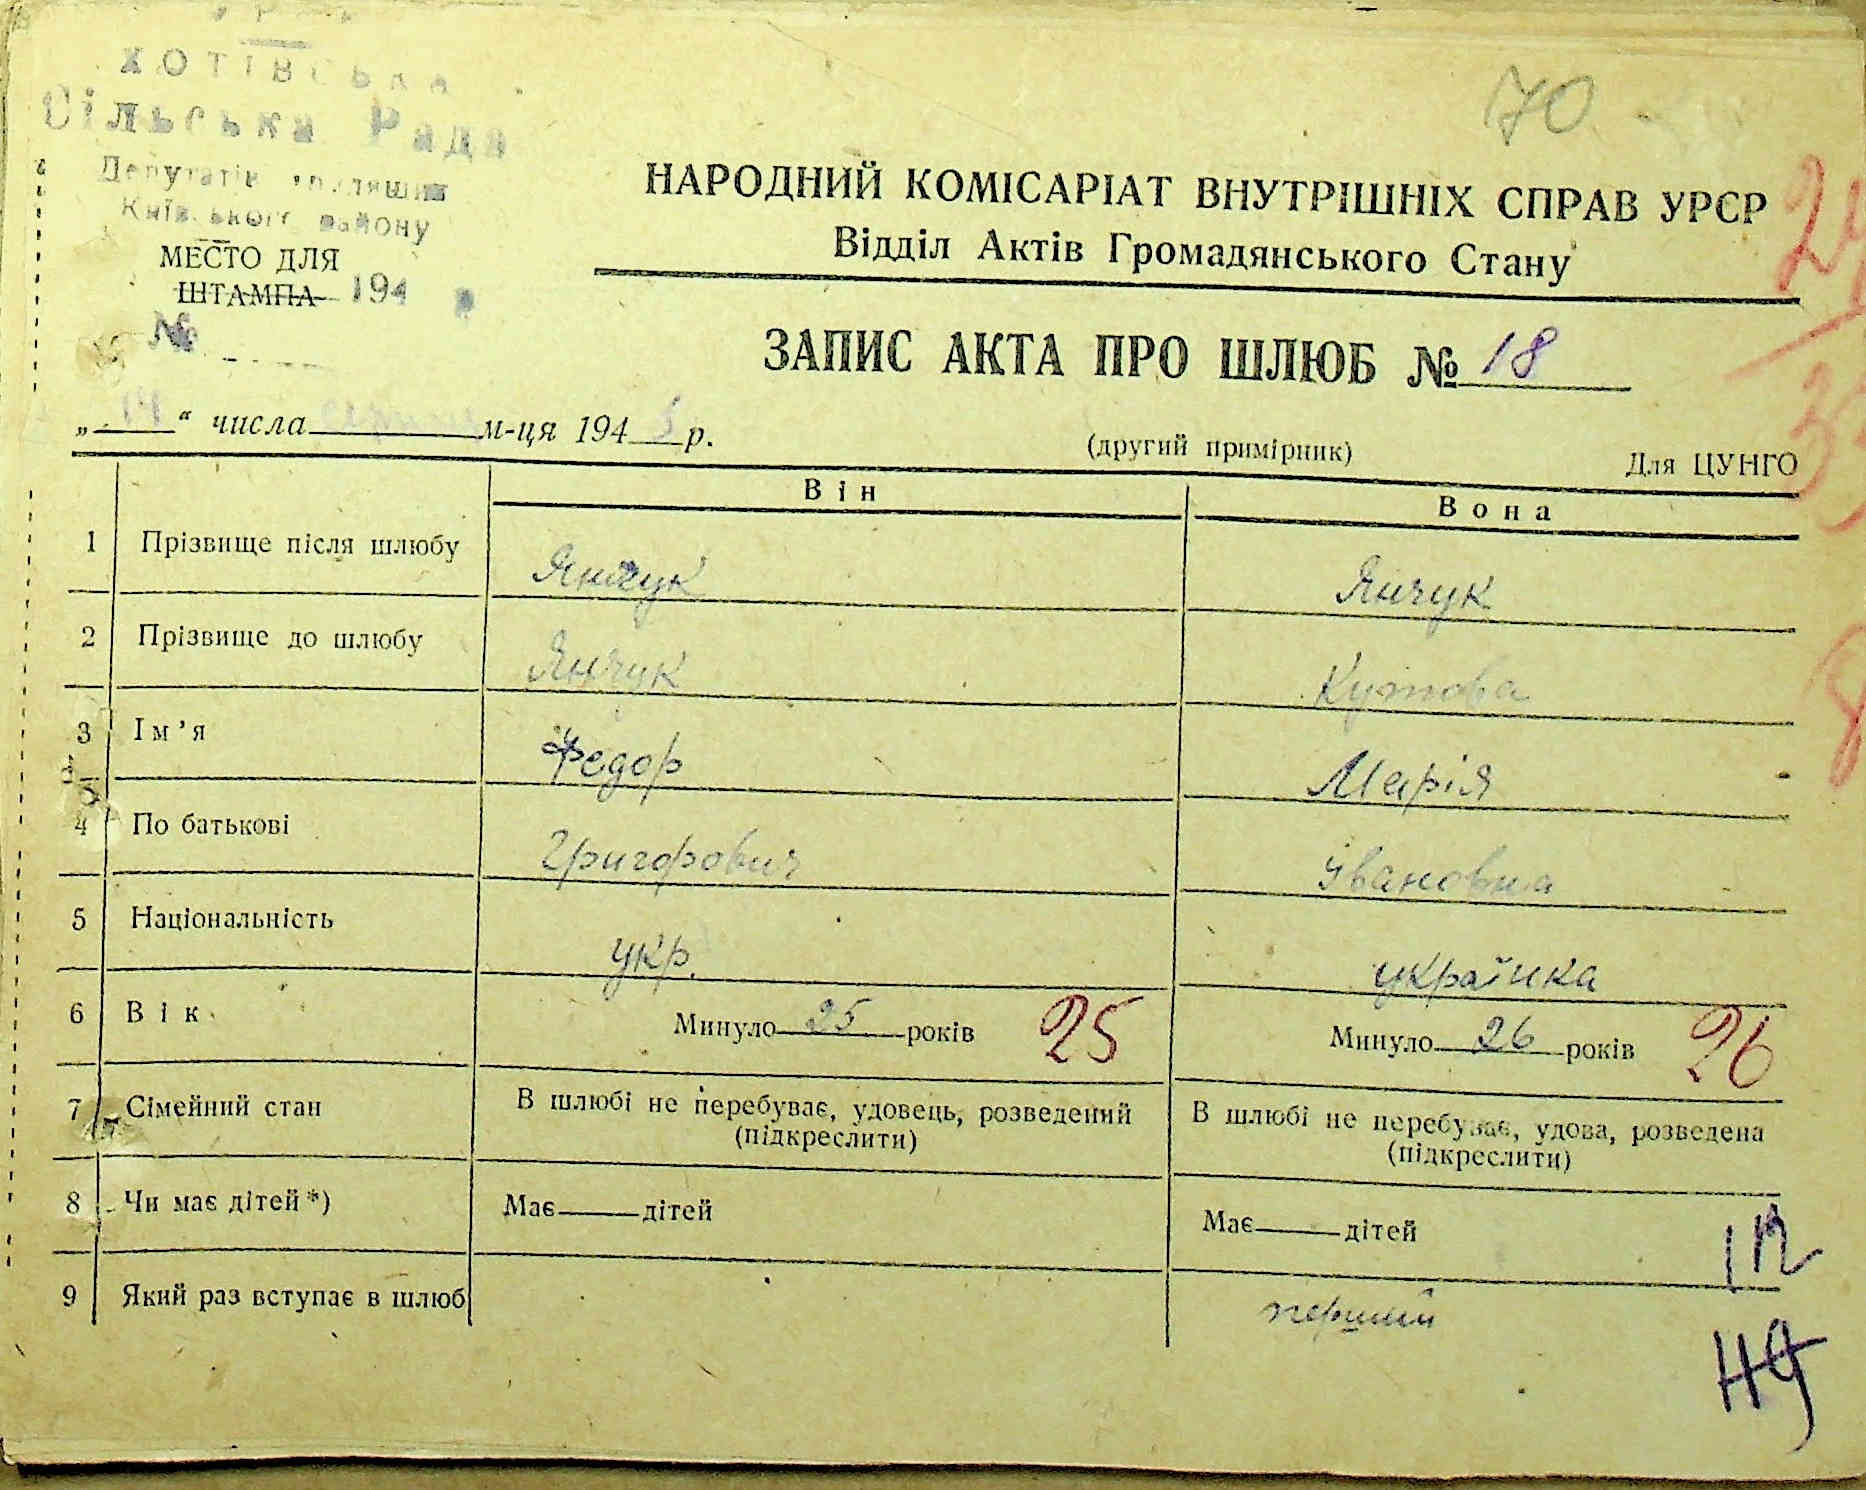 70
ХОТІВСЬКА
Сільська Рада
Депутатів трудящих
Київського району
МЕСТО ДЛЯ
ШТАМПА 194
№
НАРОДНИЙ КОМІСАРІАТ ВНУТРІШНІХ СПРАВ УРСР
Відділ Актів Громадянського Стану
ЗАПИС АКТА ПРО ШЛЮБ № 18
„ “ числа м-ця 194 р.
(другий примірник)
Для ЦУНГО
Він Вона
1 Прізвище після шлюбу Янчук Янчук
2 Прізвище до шлюбу Янчук Кутова
3 Ім’я Федор Марія
4 По батькові Григорович Івановна
5 Національність укр. українка
6 Вік Минуло 25 років 25 Минуло 26 років 26
7 Сімейний стан В шлюбі не перебуває, удовець, розведений В шлюбі не перебуває, удова, розведена
(підкреслити) (підкреслити)
8 Чи має дітей*) Має дітей Має дітей
9 Який раз вступає в шлюб перший